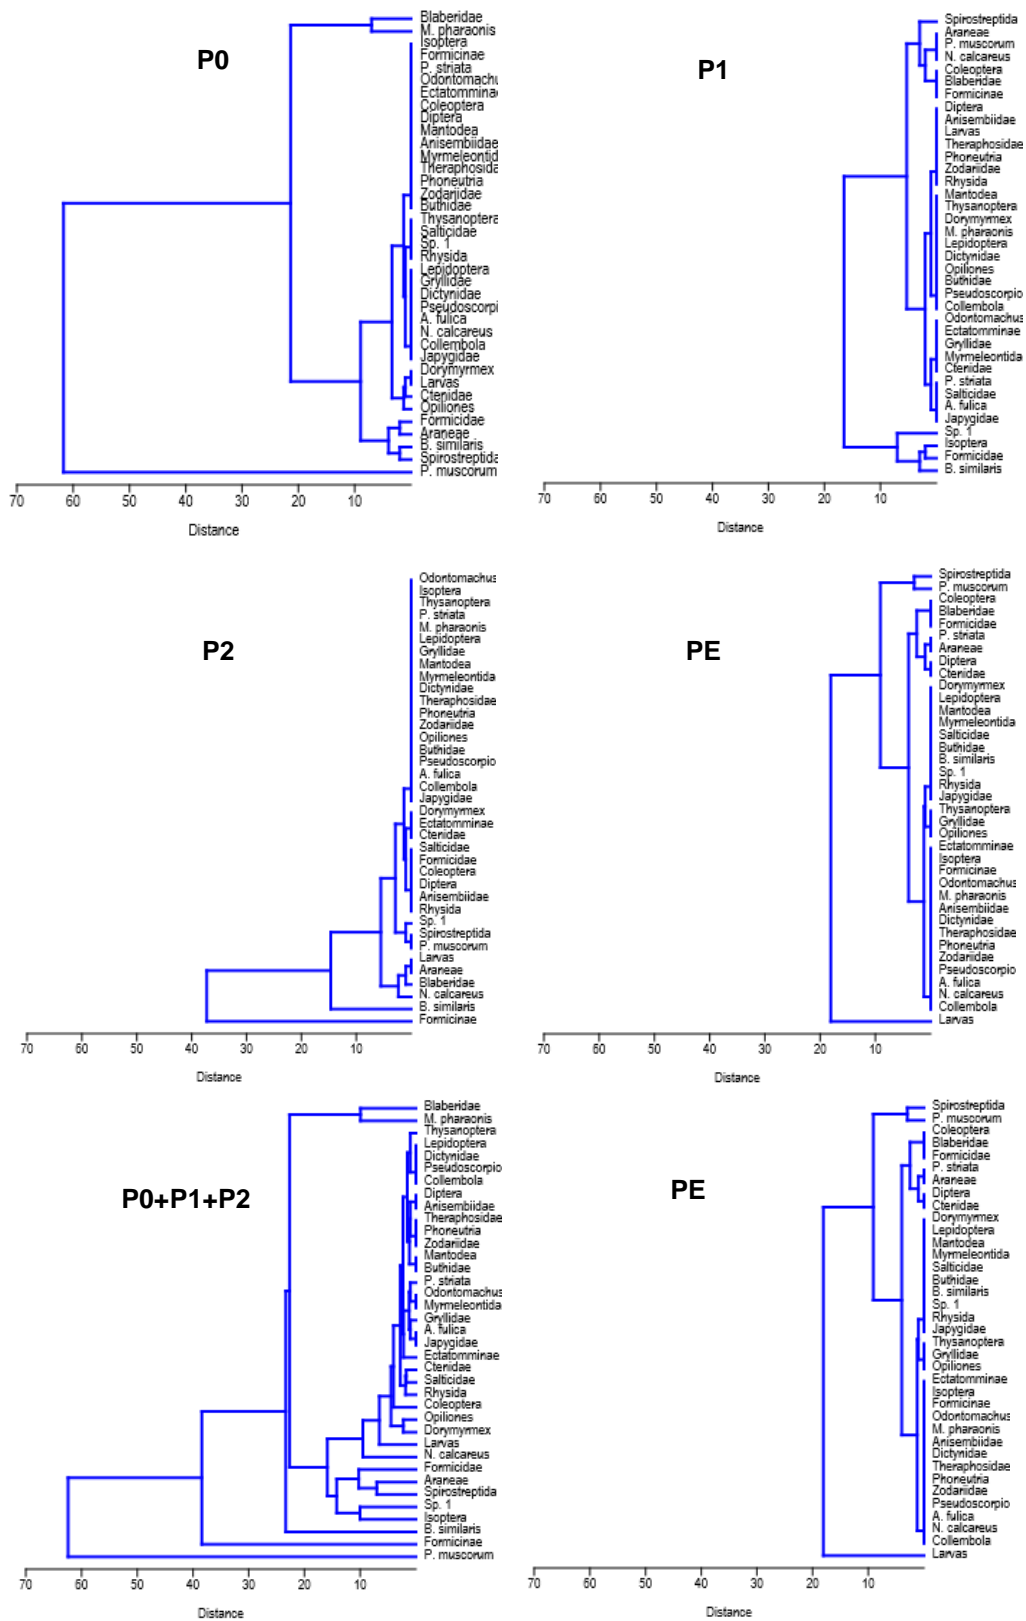 P0
Blaberidae
M. pharaonis
Isoptera
Formicinae
P. striata
Odontomachu
Ectatomminae
Coleoptera
Diptera
Mantodea
Anisembiidae
Myrmeleontid
Theraphosida
Phoneutria
Zodariidae
Buthidae
Thysanoptera
Salticidae
Sp. 1
Rhysida
Lepidoptera
Gryllidae
Dictynidae
Pseudoscorpi
A. fulica
N. calcareus
Collembola
Japygidae
Dorymyrmex
Larvas
Ctenidae
Opiliones
Formicidae
Araneae
B. similaris
Spirostreptida
P. muscorum
70 60 50 40 30 20 10
Distance
P1
Spirostreptida
Araneae
P. muscorum
N. calcareus
Coleoptera
Blaberidae
Formicinae
Diptera
Anisembiidae
Larvas
Theraphosidae
Phoneutria
Zodariidae
Rhysida
Mantodea
Thysanoptera
Dorymyrmex
M. pharaonis
Lepidoptera
Dictynidae
Opiliones
Buthidae
Pseudoscorpio
Collembola
Odontomachus
Ectatomminae
Gryllidae
Myrmeleontida
Ctenidae
P. striata
Salticidae
A. fulica
Japygidae
Sp. 1
Isoptera
Formicidae
B. similaris
70 60 50 40 30 20 10
Distance
P2
Odontomachus
Isoptera
Thysanoptera
P. striata
M. pharaonis
Lepidoptera
Gryllidae
Mantodea
Myrmeleontida
Dictynidae
Theraphosidae
Phoneutria
Zodariidae
Opiliones
Buthidae
Pseudoscorpio
A. fulica
Collembola
Japygidae
Dorymyrmex
Ectatomminae
Ctenidae
Salticidae
Formicidae
Coleoptera
Diptera
Anisembiidae
Rhysida
Sp. 1
Spirostreptida
P. muscorum
Larvas
Araneae
Blaberidae
N. calcareus
B. similaris
Formicinae
70 60 50 40 30 20 10
Distance
PE
Spirostreptida
P. muscorum
Coleoptera
Blaberidae
Formicidae
P. striata
Araneae
Diptera
Ctenidae
Dorymyrmex
Lepidoptera
Mantodea
Myrmeleontida
Salticidae
Buthidae
B. similaris
Sp. 1
Rhysida
Japygidae
Thysanoptera
Gryllidae
Opiliones
Ectatomminae
Isoptera
Formicinae
Odontomachus
M. pharaonis
Anisembiidae
Dictynidae
Theraphosidae
Phoneutria
Zodariidae
Pseudoscorpio
A. fulica
N. calcareus
Collembola
Larvas
70 60 50 40 30 20 10
Distance
P0+P1+P2
Blaberidae
M. pharaonis
Thysanoptera
Lepidoptera
Dictynidae
Pseudoscorpio
Collembola
Diptera
Anisembiidae
Theraphosidae
Phoneutria
Zodariidae
Mantodea
Buthidae
P. striata
Odontomachus
Myrmeleontida
Gryllidae
A. fulica
Japygidae
Ectatomminae
Ctenidae
Salticidae
Rhysida
Coleoptera
Opiliones
Dorymyrmex
Larvas
N. calcareus
Formicidae
Araneae
Spirostreptida
Sp. 1
Isoptera
B. similaris
Formicinae
P. muscorum
70 60 50 40 30 20 10
Distance
PE
Spirostreptida
P. muscorum
Coleoptera
Blaberidae
Formicidae
P. striata
Araneae
Diptera
Ctenidae
Dorymyrmex
Lepidoptera
Mantodea
Myrmeleontida
Salticidae
Buthidae
B. similaris
Sp. 1
Rhysida
Japygidae
Thysanoptera
Gryllidae
Opiliones
Ectatomminae
Isoptera
Formicinae
Odontomachus
M. pharaonis
Anisembiidae
Dictynidae
Theraphosidae
Phoneutria
Zodariidae
Pseudoscorpio
A. fulica
N. calcareus
Collembola
Larvas
70 60 50 40 30 20 10
Distance